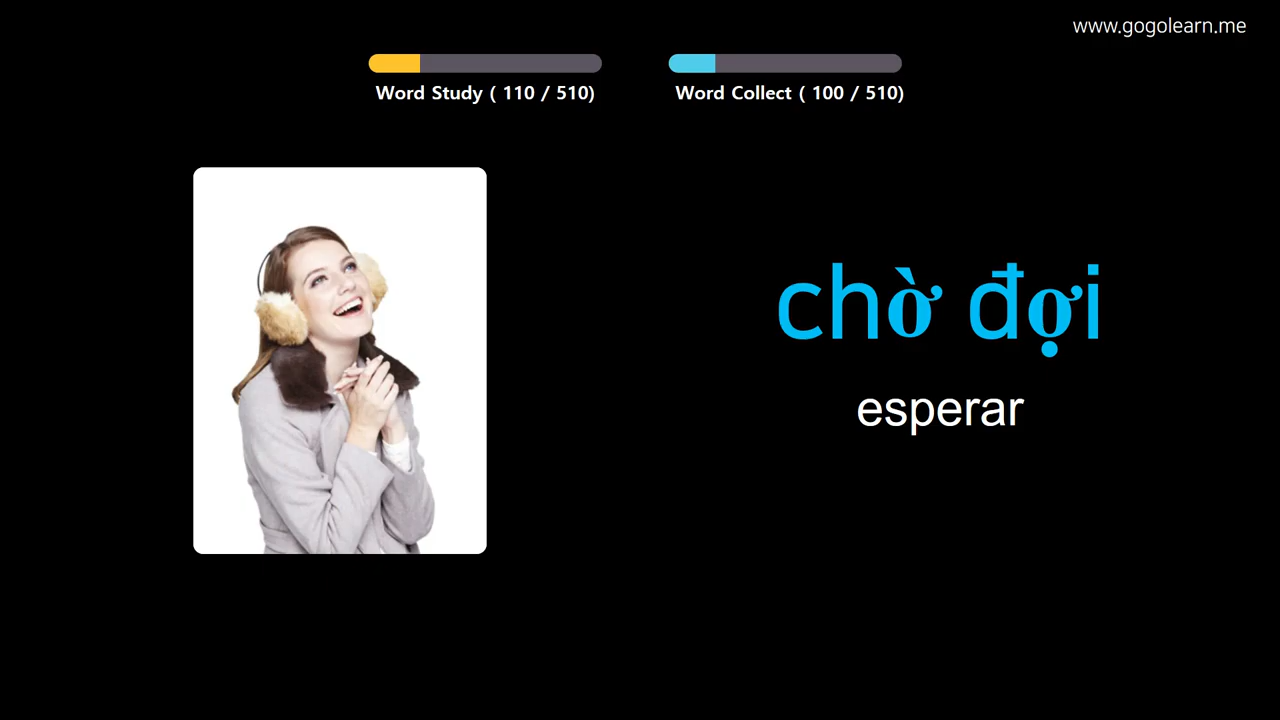 www.gogolearn.me
Word Study ( 110 / 510)
Word Collect ( 100 / 510)
chờ đợi
esperar